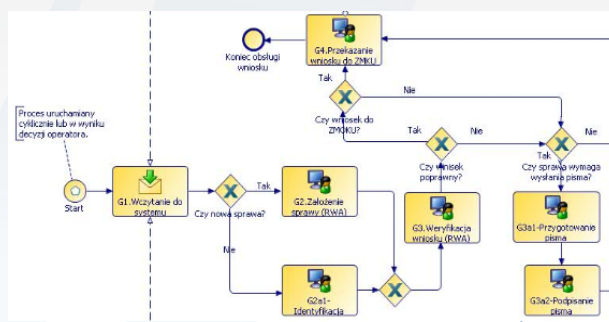 G4.Przekazanie
wniosku do ZMKU
Koniec obsługi
wniosku
Tak
Nie
Czy wniosek do
ZMOKU?
Proces uruchamiany
cyklicznie lub w wyniku
decyzji operatora.
Tak
Nie
Czy wniosek
poprawny?
Tak
Czy sprawa wymaga
wysłania pisma?
Start
G1.Wczytanie do
systemu
Czy nowa sprawa?
Tak
G2.Założenie
sprawy (RWA)
Nie
G3.Weryfikacja
wniosku (RWA)
G3a1-Przygotowanie
pisma
G2a1-
Identyfikacja
G3a2-Podpisanie
pisma